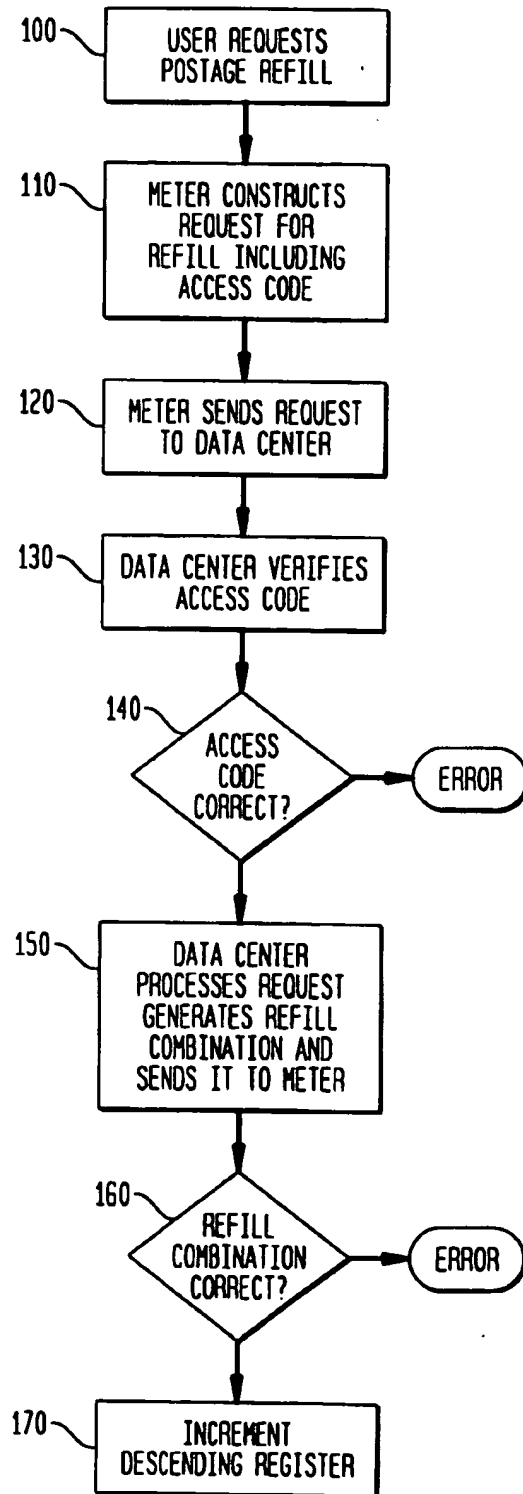 100
USER REQUESTS
POSTAGE REFILL
110
METER CONSTRUCTS
REQUEST FOR
REFILL INCLUDING
ACCESS CODE
120
METER SENDS REQUEST
TO DATA CENTER
130
DATA CENTER VERIFIES
ACCESS CODE
140
ACCESS
CODE
CORRECT?
ERROR
150
DATA CENTER
PROCESSES REQUEST
GENERATES REFILL
COMBINATION AND
SENDS IT TO METER
160
REFILL
COMBINATION
CORRECT?
ERROR
170
INCREMENT
DESCENDING REGISTER